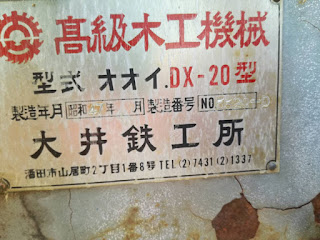 高級木工機械
型式 オオイ.DX-20型
製造年月 昭和 年 月 製造番号 NO
大井鉄工所
蒲田市山居町2丁目1番8号 TEL(2)7431(2)1337